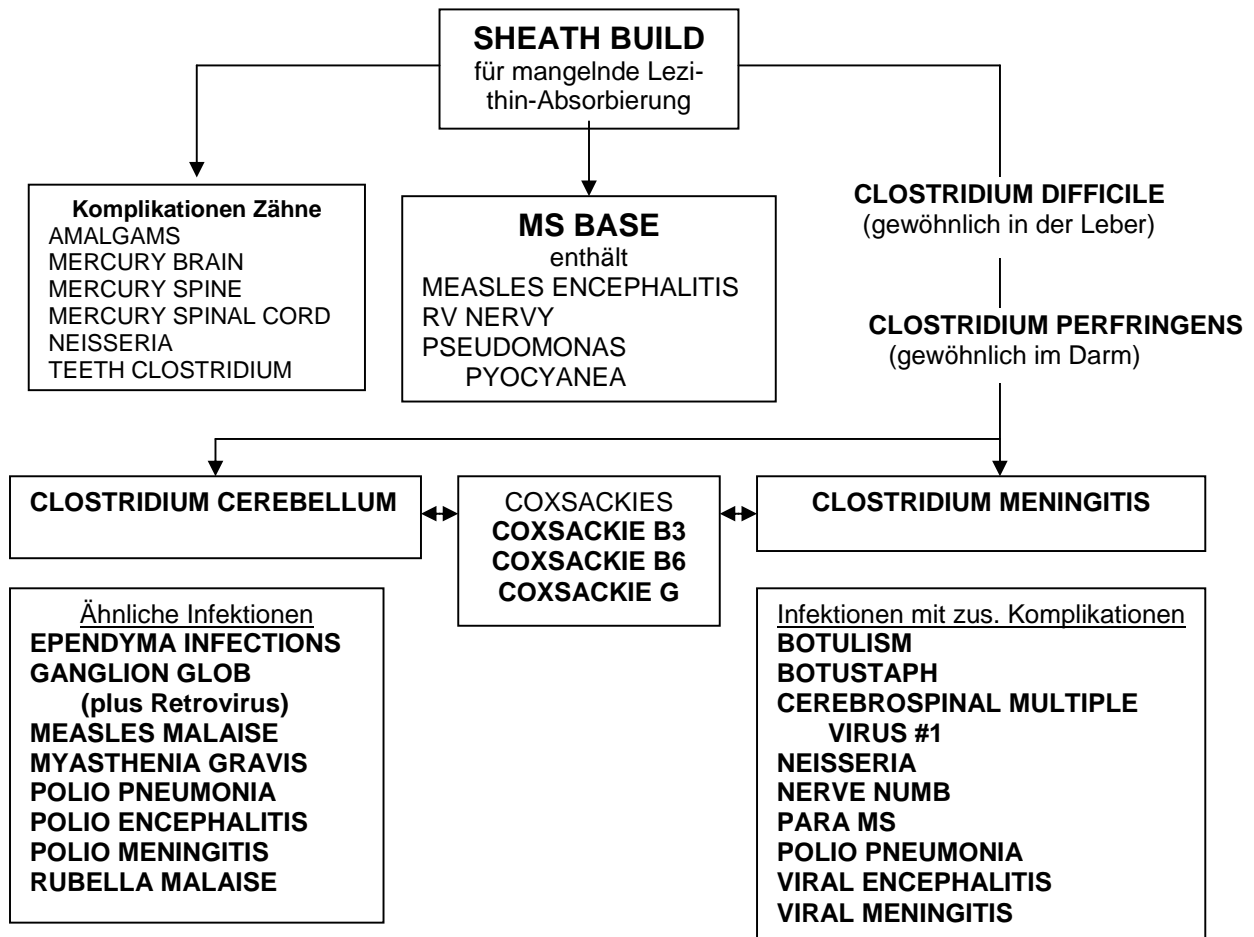 SHEATH BUILD
für mangelnde Lezi-
thin-Absorbierung
Komplikationen Zähne
AMALGAMS
MERCURY BRAIN
MERCURY SPINE
MERCURY SPINAL CORD
NEISSERIA
TEETH CLOSTRIDIUM
MS BASE
enthält
MEASLES ENCEPHALITIS
RV NERVY
PSEUDOMONAS
PYOCYANEA
CLOSTRIDIUM DIFFICILE
(gewöhnlich in der Leber)
CLOSTRIDIUM PERFRINGENS
(gewöhnlich im Darm)
CLOSTRIDIUM CEREBELLUM
COXSACKIES
COXSACKIE B3
COXSACKIE B6
COXSACKIE G
CLOSTRIDIUM MENINGITIS
Ähnliche Infektionen
EPENDYMA INFECTIONS
GANGLION GLOB
(plus Retrovirus)
MEASLES MALAISE
MYASTHENIA GRAVIS
POLIO PNEUMONIA
POLIO ENCEPHALITIS
POLIO MENINGITIS
RUBELLA MALAISE
Infektionen mit zus. Komplikationen
BOTULISM
BOTUSTAPH
CEREBROSPINAL MULTIPLE
VIRUS #1
NEISSERIA
NERVE NUMB
PARA MS
POLIO PNEUMONIA
VIRAL ENCEPHALITIS
VIRAL MENINGITIS